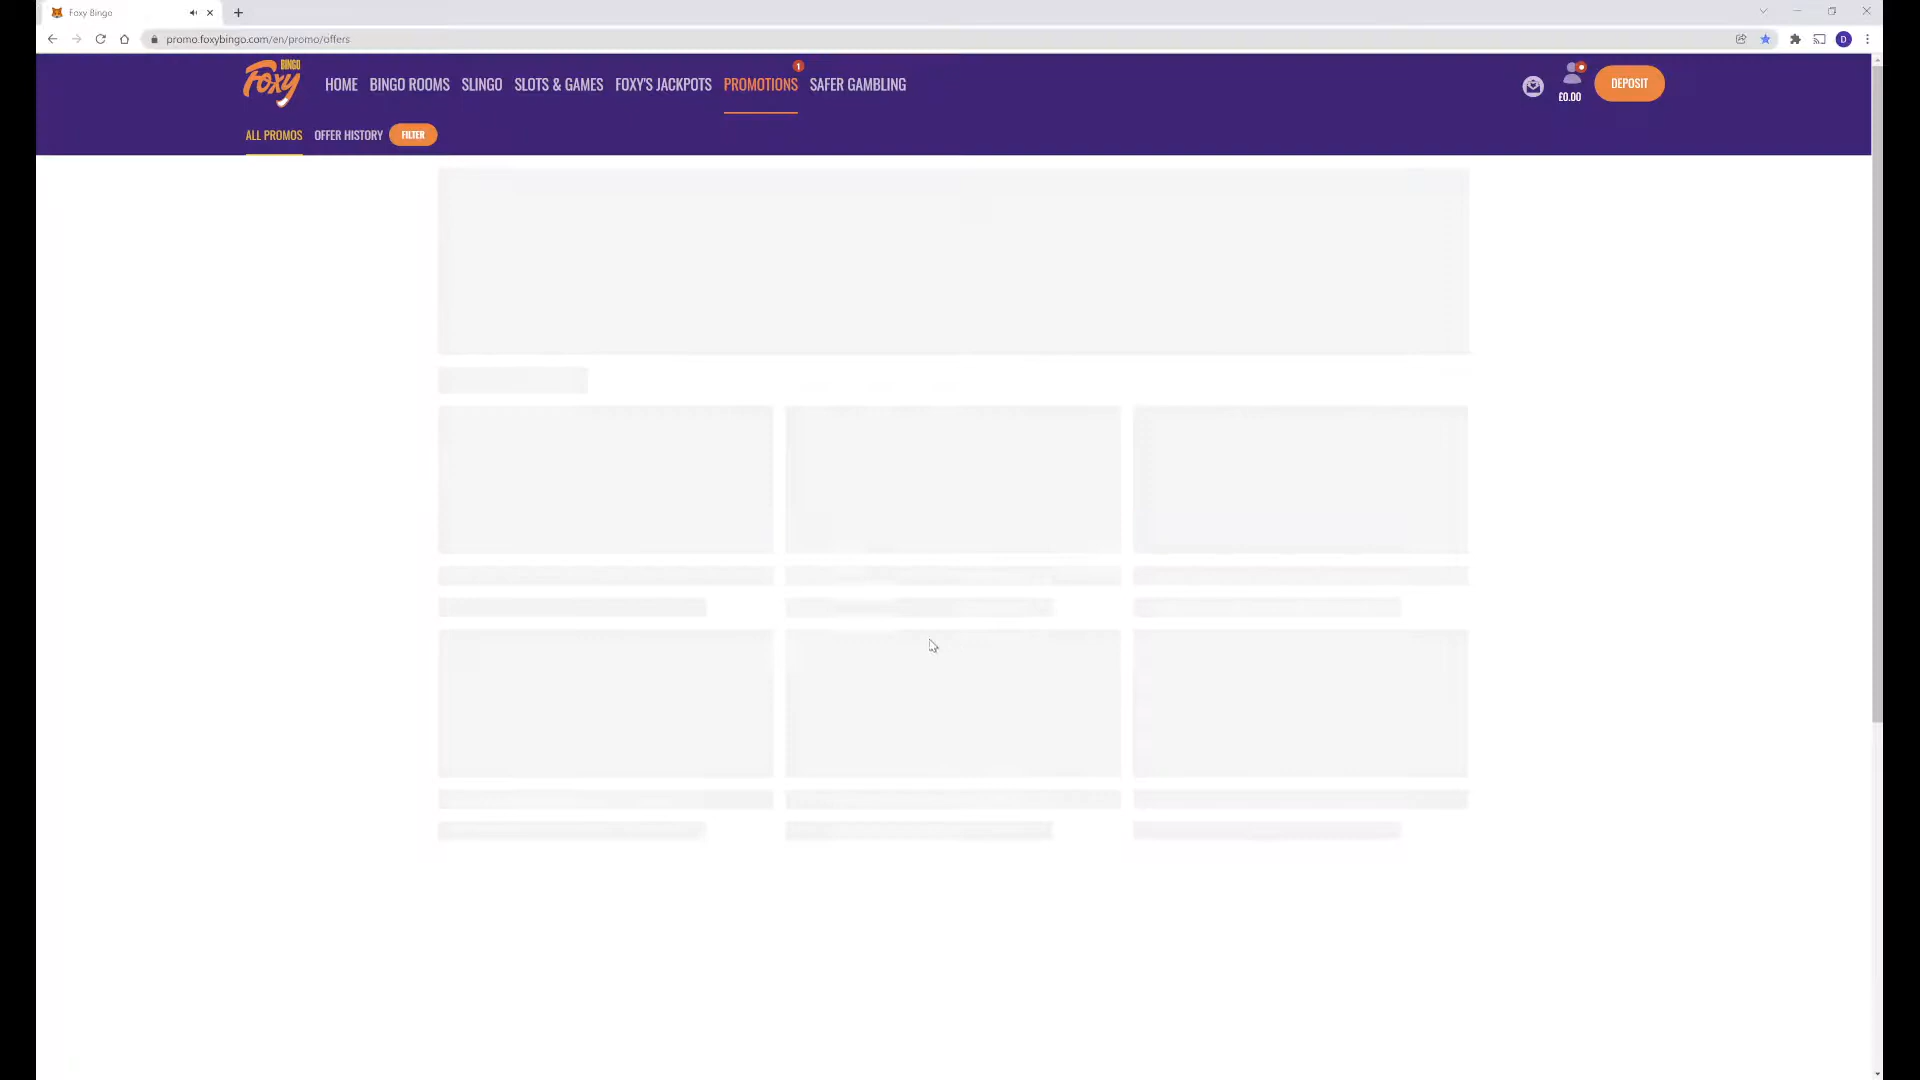 Foxy Bingo
promo.foxybingo.com/en/promo/offers
D
BINGO
Foxy
HOME BINGO ROOMS SLINGO SLOTS & GAMES FOXY'S JACKPOTS PROMOTIONS 1 SAFER GAMBLING
£0.00
DEPOSIT
ALL PROMOS OFFER HISTORY FILTER